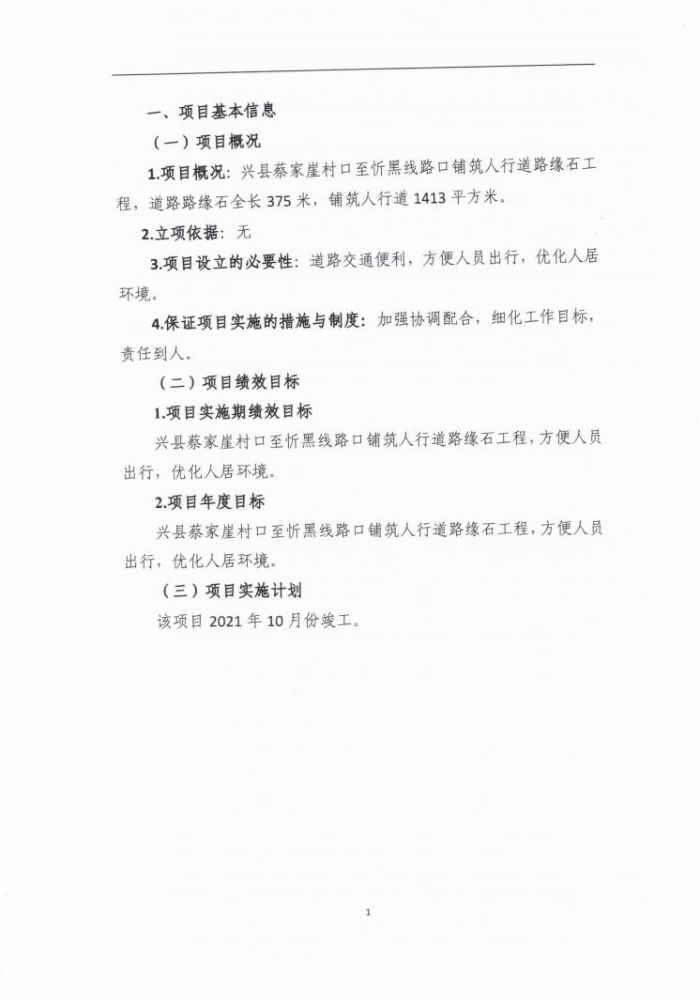 一、项目基本信息
（一）项目概况
1.项目概况：兴县蔡家崖村口至忻黑线路口铺筑人行道路缘石工
程，道路路缘石全长 375 米，铺筑人行道 1413 平方米。
2.立项依据：无
3.项目设立的必要性：道路交通便利，方便人员出行，优化人居
环境。
4.保证项目实施的措施与制度：加强协调配合，细化工作目标，
责任到人。
（二）项目绩效目标
1.项目实施期绩效目标
兴县蔡家崖村口至忻黑线路口铺筑人行道路缘石工程，方便人员
出行，优化人居环境。
2.项目年度目标
兴县蔡家崖村口至忻黑线路口铺筑人行道路缘石工程，方便人员
出行，优化人居环境。
（三）项目实施计划
该项目 2021 年 10 月份竣工。
1